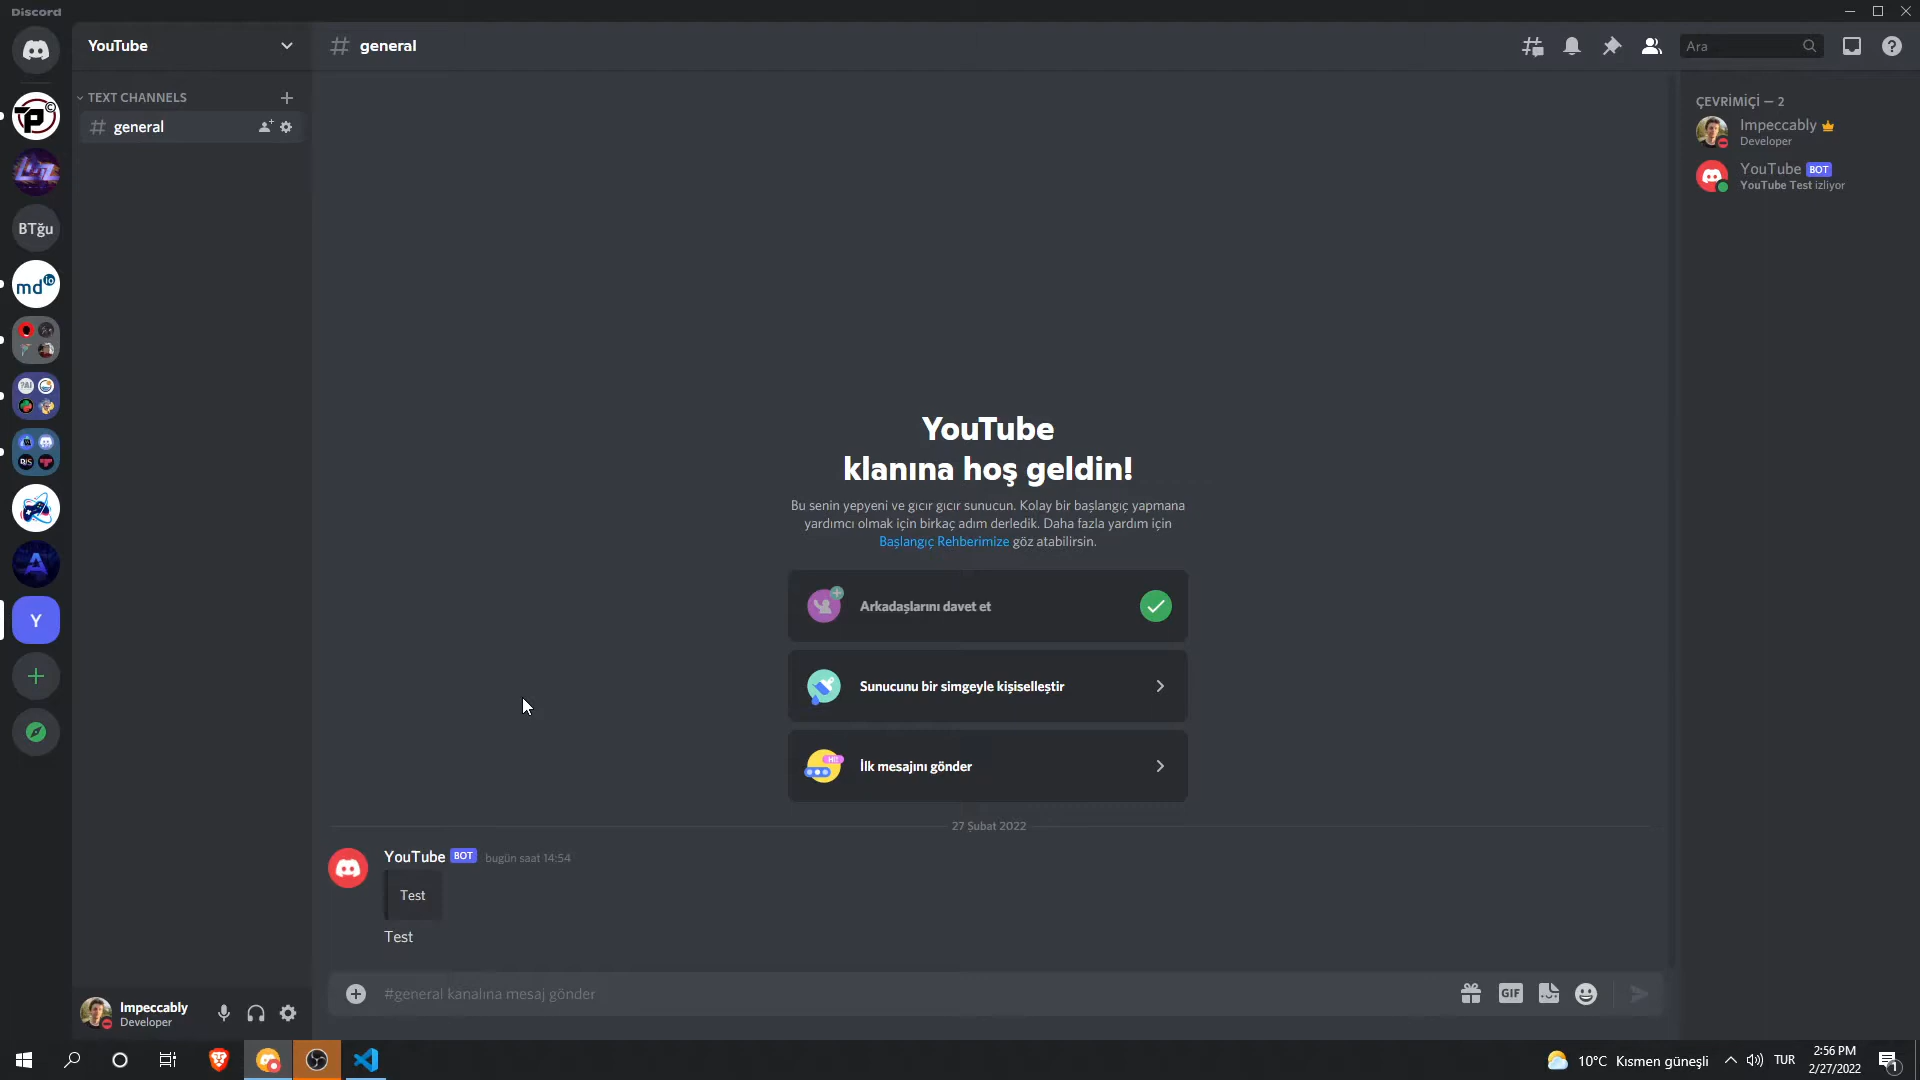 Discord
YouTube
general
Ara
TEXT CHANNELS
general
BTğu
md io
Y
ÇEVRİMİÇİ — 2
Impeccably
Developer
YouTube BOT
YouTube Test izliyor
YouTube
klanına hoş geldin!
Bu senin yepyeni ve gıcır gıcır sunucun. Kolay bir başlangıç yapmana
yardımcı olmak için birkaç adım derledik. Daha fazla yardım için
Başlangıç Rehberimize göz atabilirsin.
Arkadaşlarını davet et
Sunucunu bir simgeyle kişiselleştir
İlk mesajını gönder
27 Şubat 2022
YouTube BOT bugün saat 14:54
Test
Test
#general kanalına mesaj gönder
GIF
Impeccably
Developer
10°C Kısmen güneşli
TUR
2:56 PM
2/27/2022
1